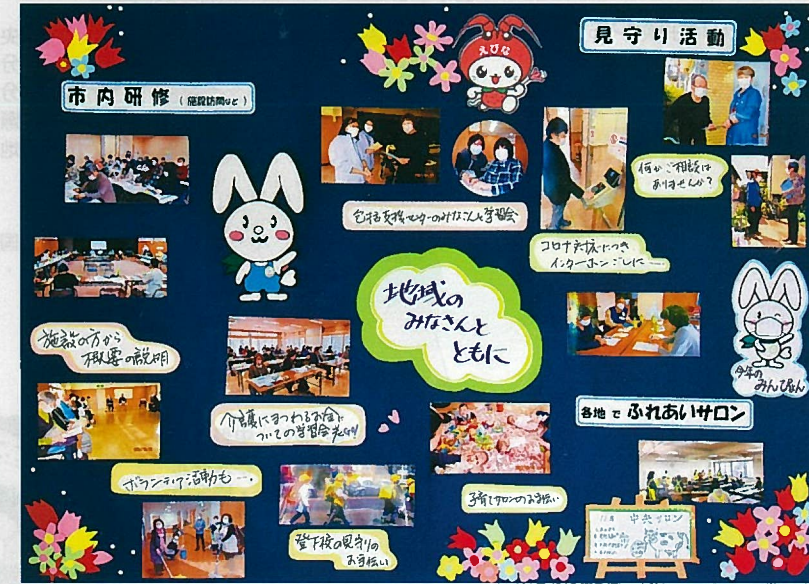 えびな
見守り活動
市内研修（施設訪問など）
何かご相談は
ありませんか？
包括支援センターのみなさんと学習会
コロナ対抗につき
インターホンごしに…
地域の
みなさんと
ともに
施設の方から
概要の説明
今年の
みんぴょん
介護にまつわるお金に
ついての学習会
各地でふれあいサロン
ボランティア活動も…。
子育てサロンのお手伝い
登下校の見守りの
お手伝い
中央サロン